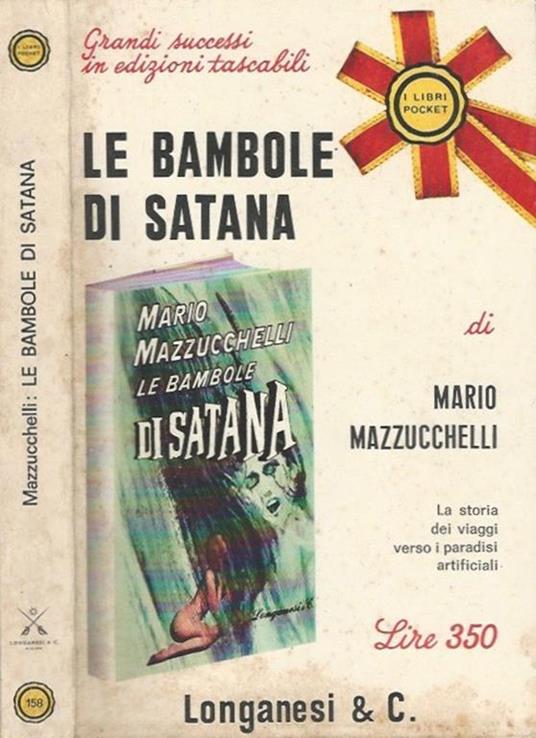 I LIBRI
POCKET
Mazzucchelli: LE BAMBOLE DI SATANA
LONGANESI & C.
158
Grandi successi
in edizioni tascabili
I LIBRI
POCKET
LE BAMBOLE
DI SATANA
MARIO
MAZZUCCHELLI
LE BAMBOLE
DI SATANA
Longanesi & C.
di
MARIO
MAZZUCCHELLI
La storia
dei viaggi
verso i paradisi
artificiali
Lire 350
Longanesi & C.